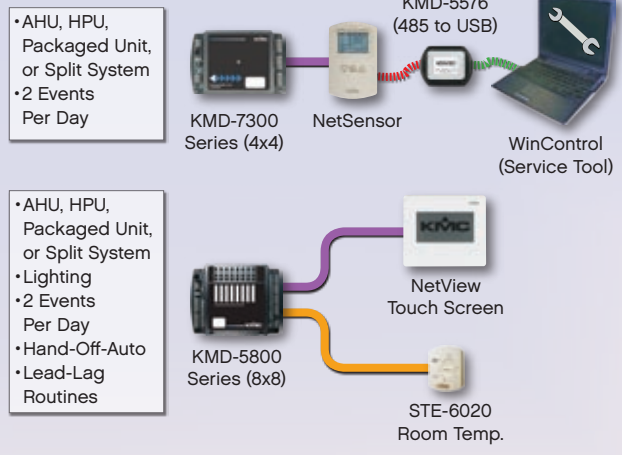 •AHU, HPU,
Packaged Unit,
or Split System
•2 Events
Per Day
KMD-7300
Series (4x4)
NetSensor
KMD-5576
(485 to USB)
WinControl
(Service Tool)
•AHU, HPU,
Packaged Unit,
or Split System
•Lighting
•2 Events
Per Day
•Hand-Off-Auto
•Lead-Lag
Routines
KMD-5800
Series (8x8)
KMC
NetView
Touch Screen
STE-6020
Room Temp.